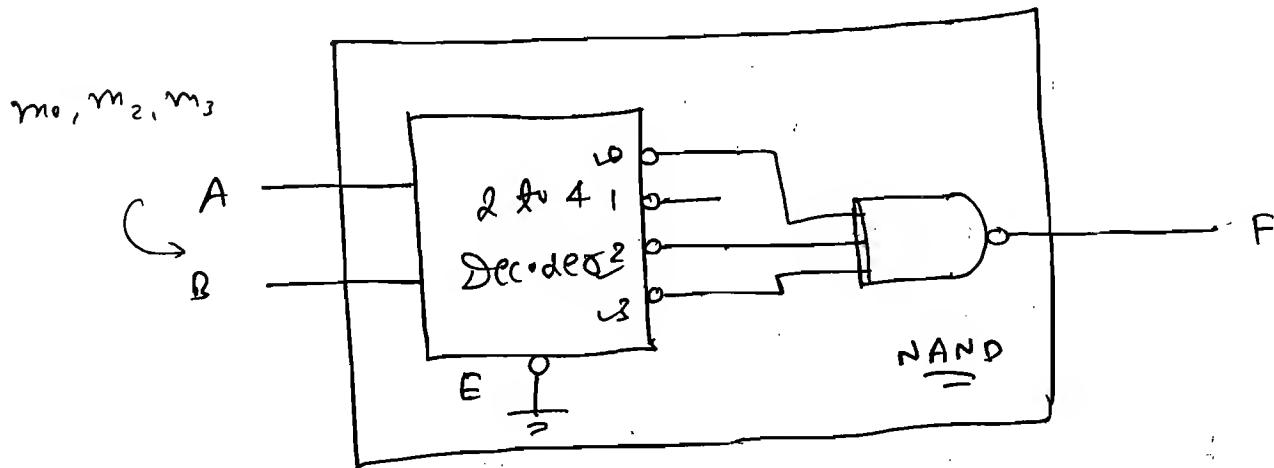 m₀, m₂, m₃
A
B
0
2 to 4 1
Decoder 2
3
E
NAND
F